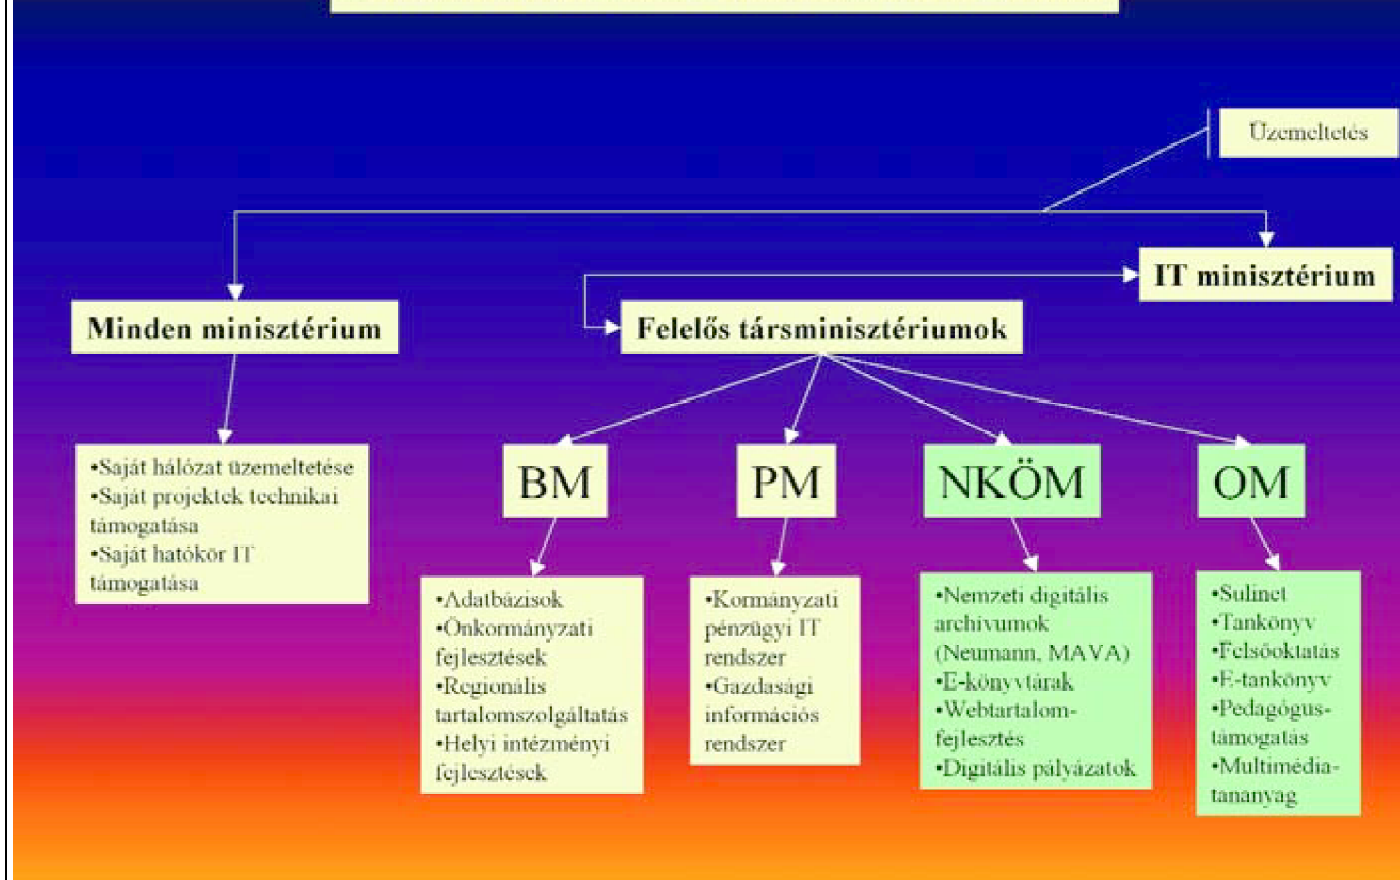 Üzemeltetés
IT minisztérium
Minden minisztérium
Felelős társminisztériumok
•Saját hálózat üzemeltetése
•Saját projektek technikai
támogatása
•Saját hatókör IT
támogatása
BM
PM
NKÖM
OM
•Adatbázisok
•Önkormányzati
fejlesztések
•Regionális
tartalomszolgáltatás
•Helyi intézményi
fejlesztések
•Kormányzati
pénzügyi IT
rendszer
•Gazdasági
információs
rendszer
•Nemzeti digitális
archívumok
(Neumann, MAVA)
•E-könyvtárak
•Webtartalom-
fejlesztés
•Digitális pályázatok
•Sulinet
•Tankönyv
•Felsőoktatás
•E-tankönyv
•Pedagógus-
támogatás
•Multimédia-
tananyag